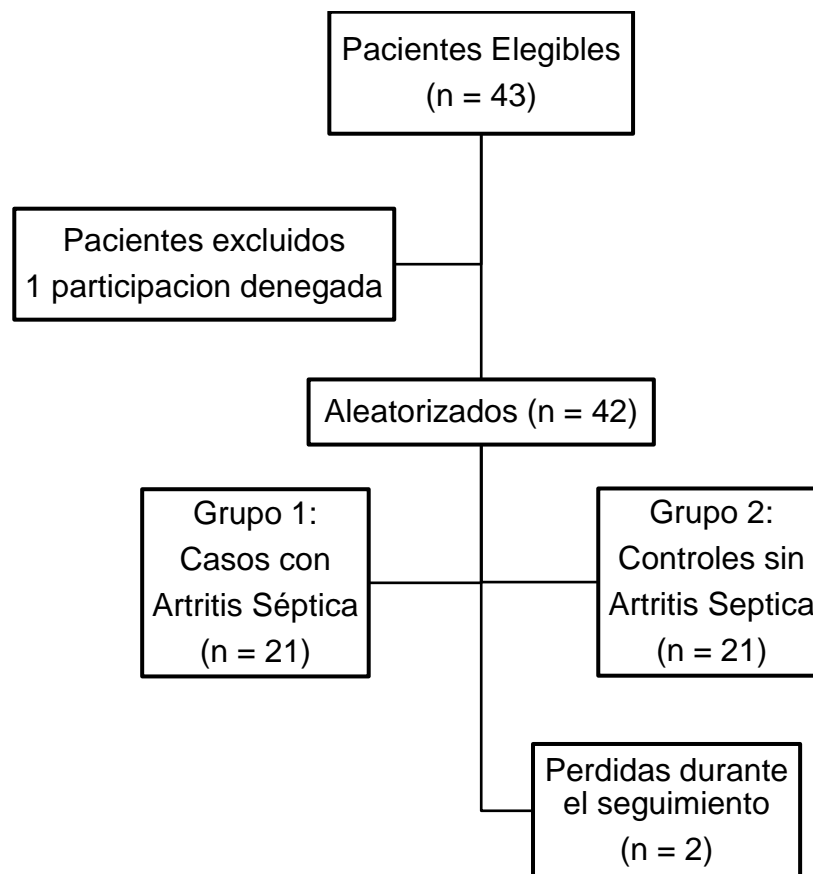 Pacientes Elegibles
(n = 43)
Pacientes excluidos
1 participacion denegada
Aleatorizados (n = 42)
Grupo 1:
Casos con
Artritis Séptica
(n = 21)
Grupo 2:
Controles sin
Artritis Septica
(n = 21)
Perdidas durante
el seguimiento
(n = 2)